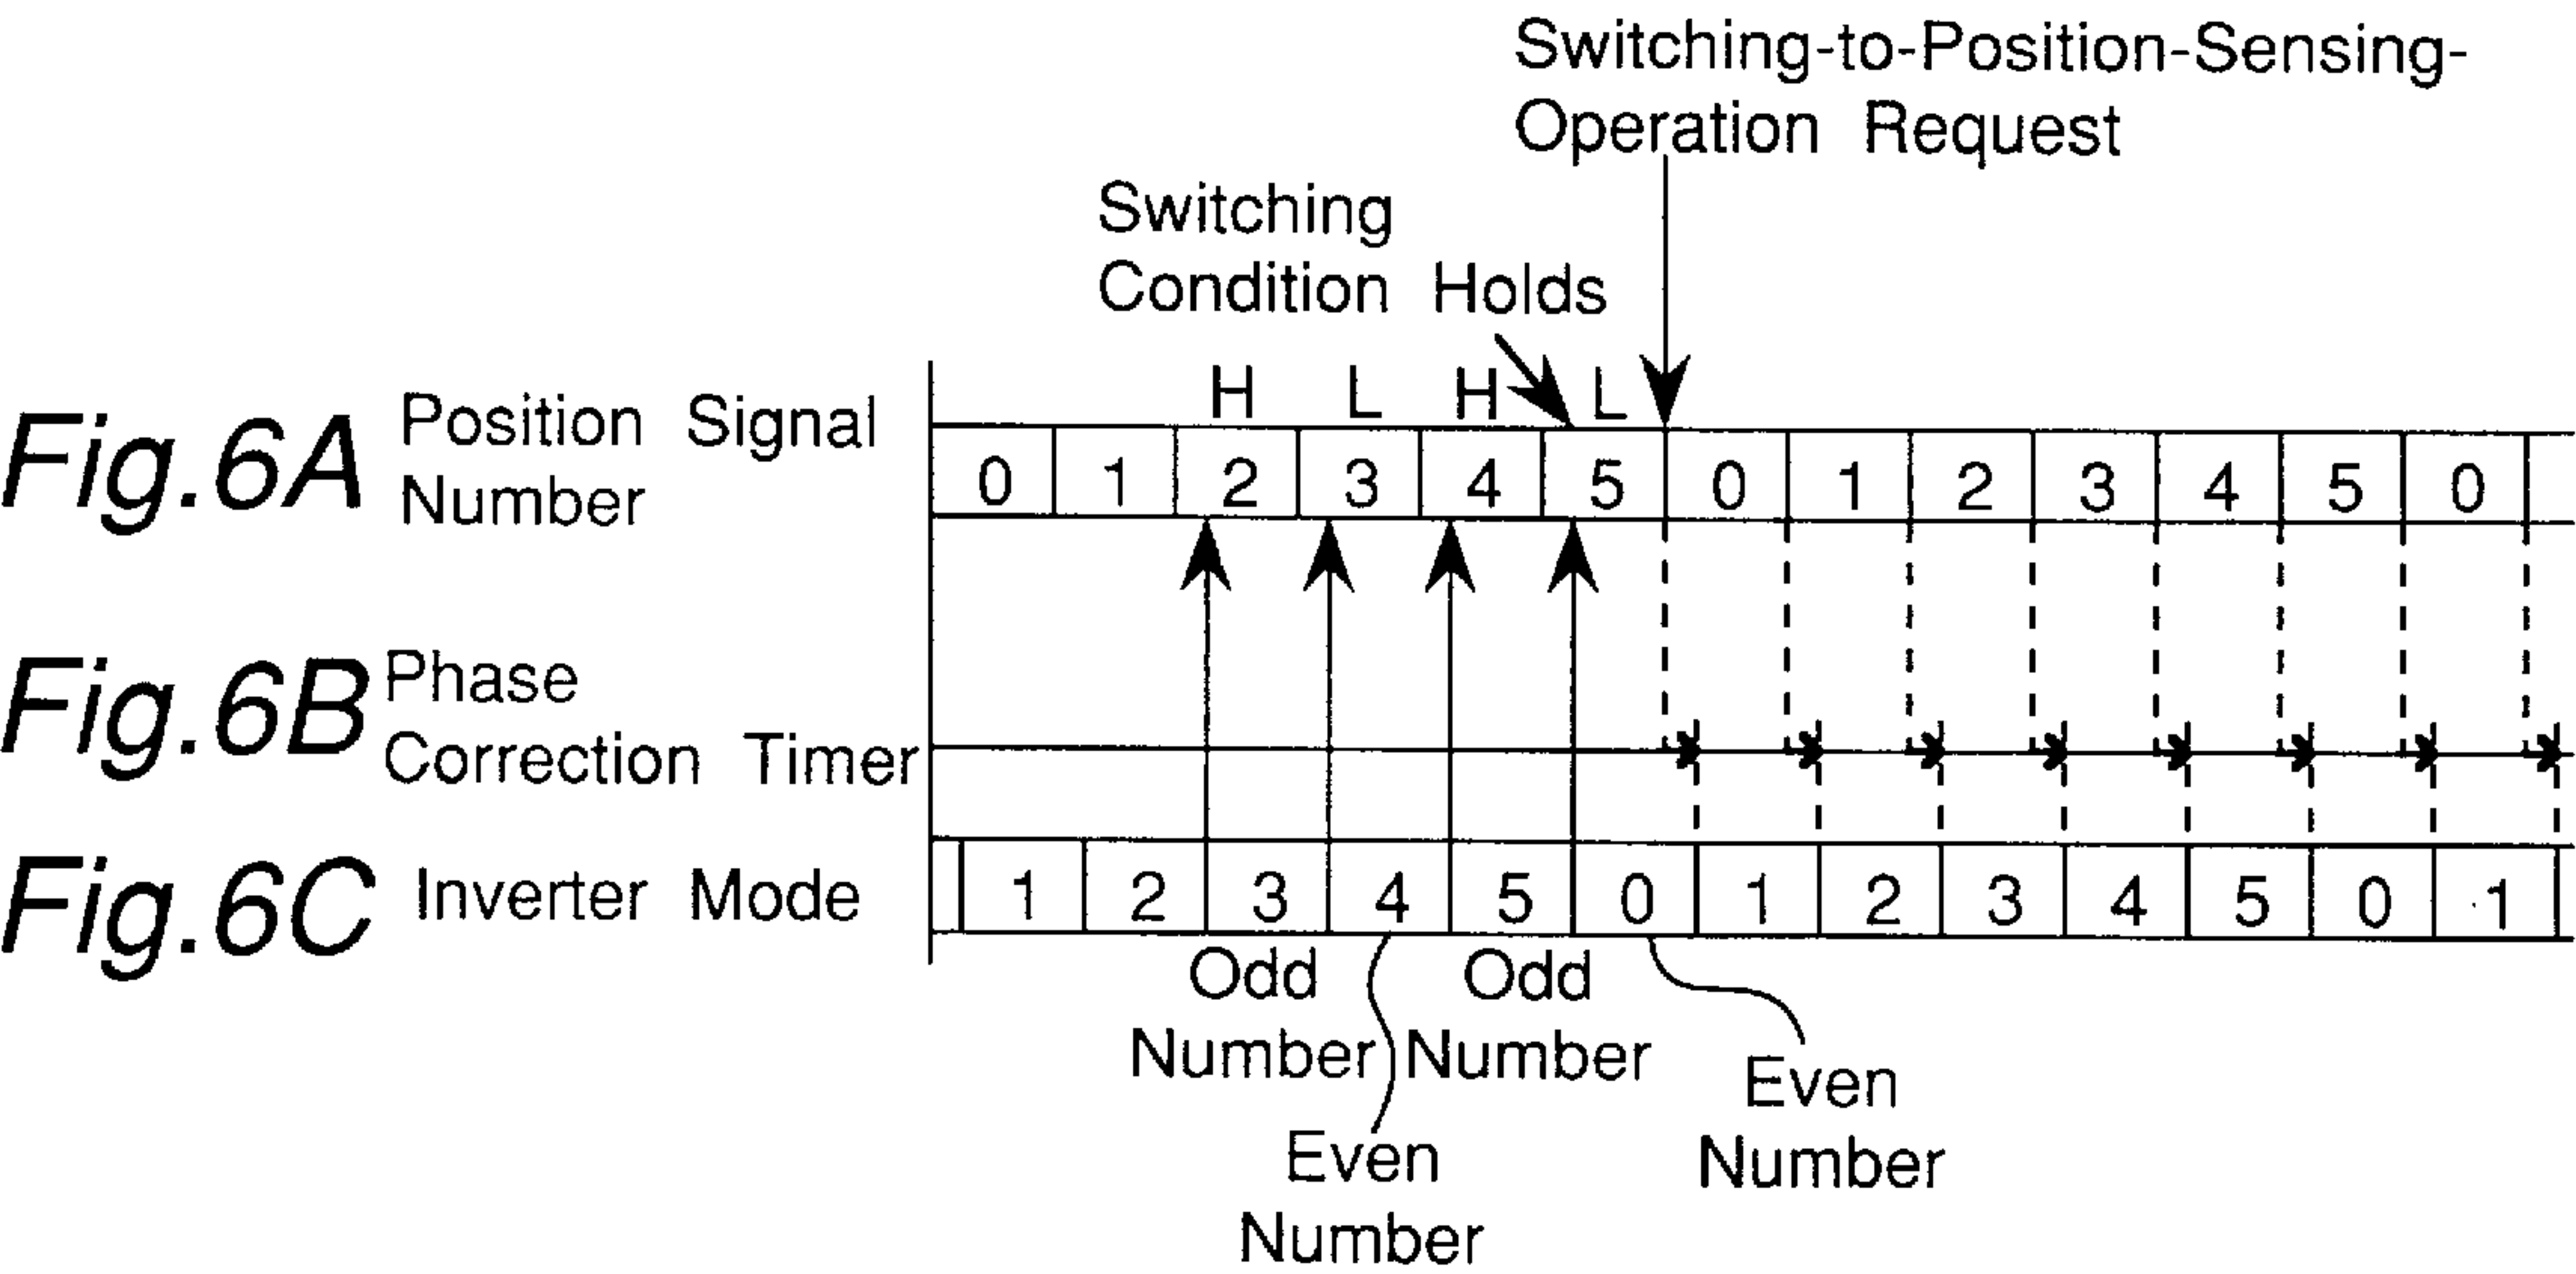 Switching-to-Position-Sensing-
Operation Request
Switching
Condition Holds
H L H L
Fig.6A Position Signal
Number
0 1 2 3 4 5 0 1 2 3 4 5 0
Fig.6B Phase
Correction Timer
Fig.6C Inverter Mode
1 2 3 4 5 0 1 2 3 4 5 0 1
Odd Odd
Number Number
Even
Number
Even
Number